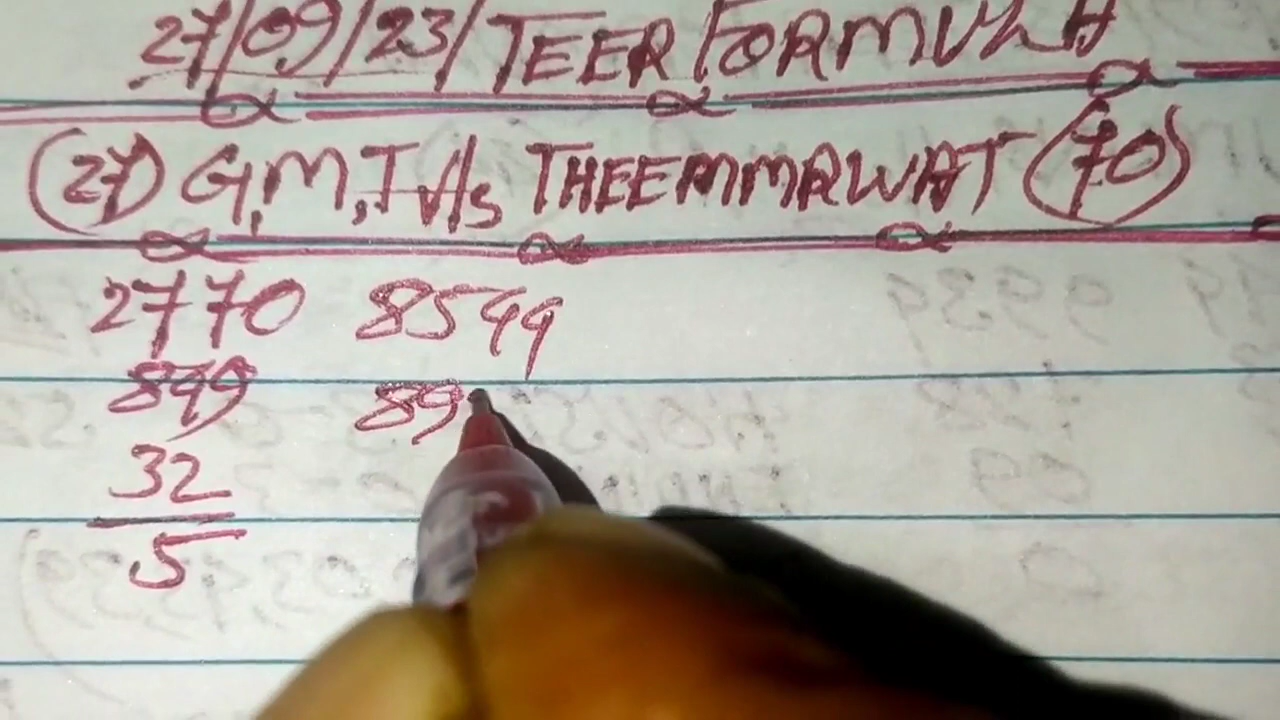 27/09/23/TEER FORMULA
(27) G,M,T V/s THEEMMAWAT (70)
2770 8599
899 89
32
5